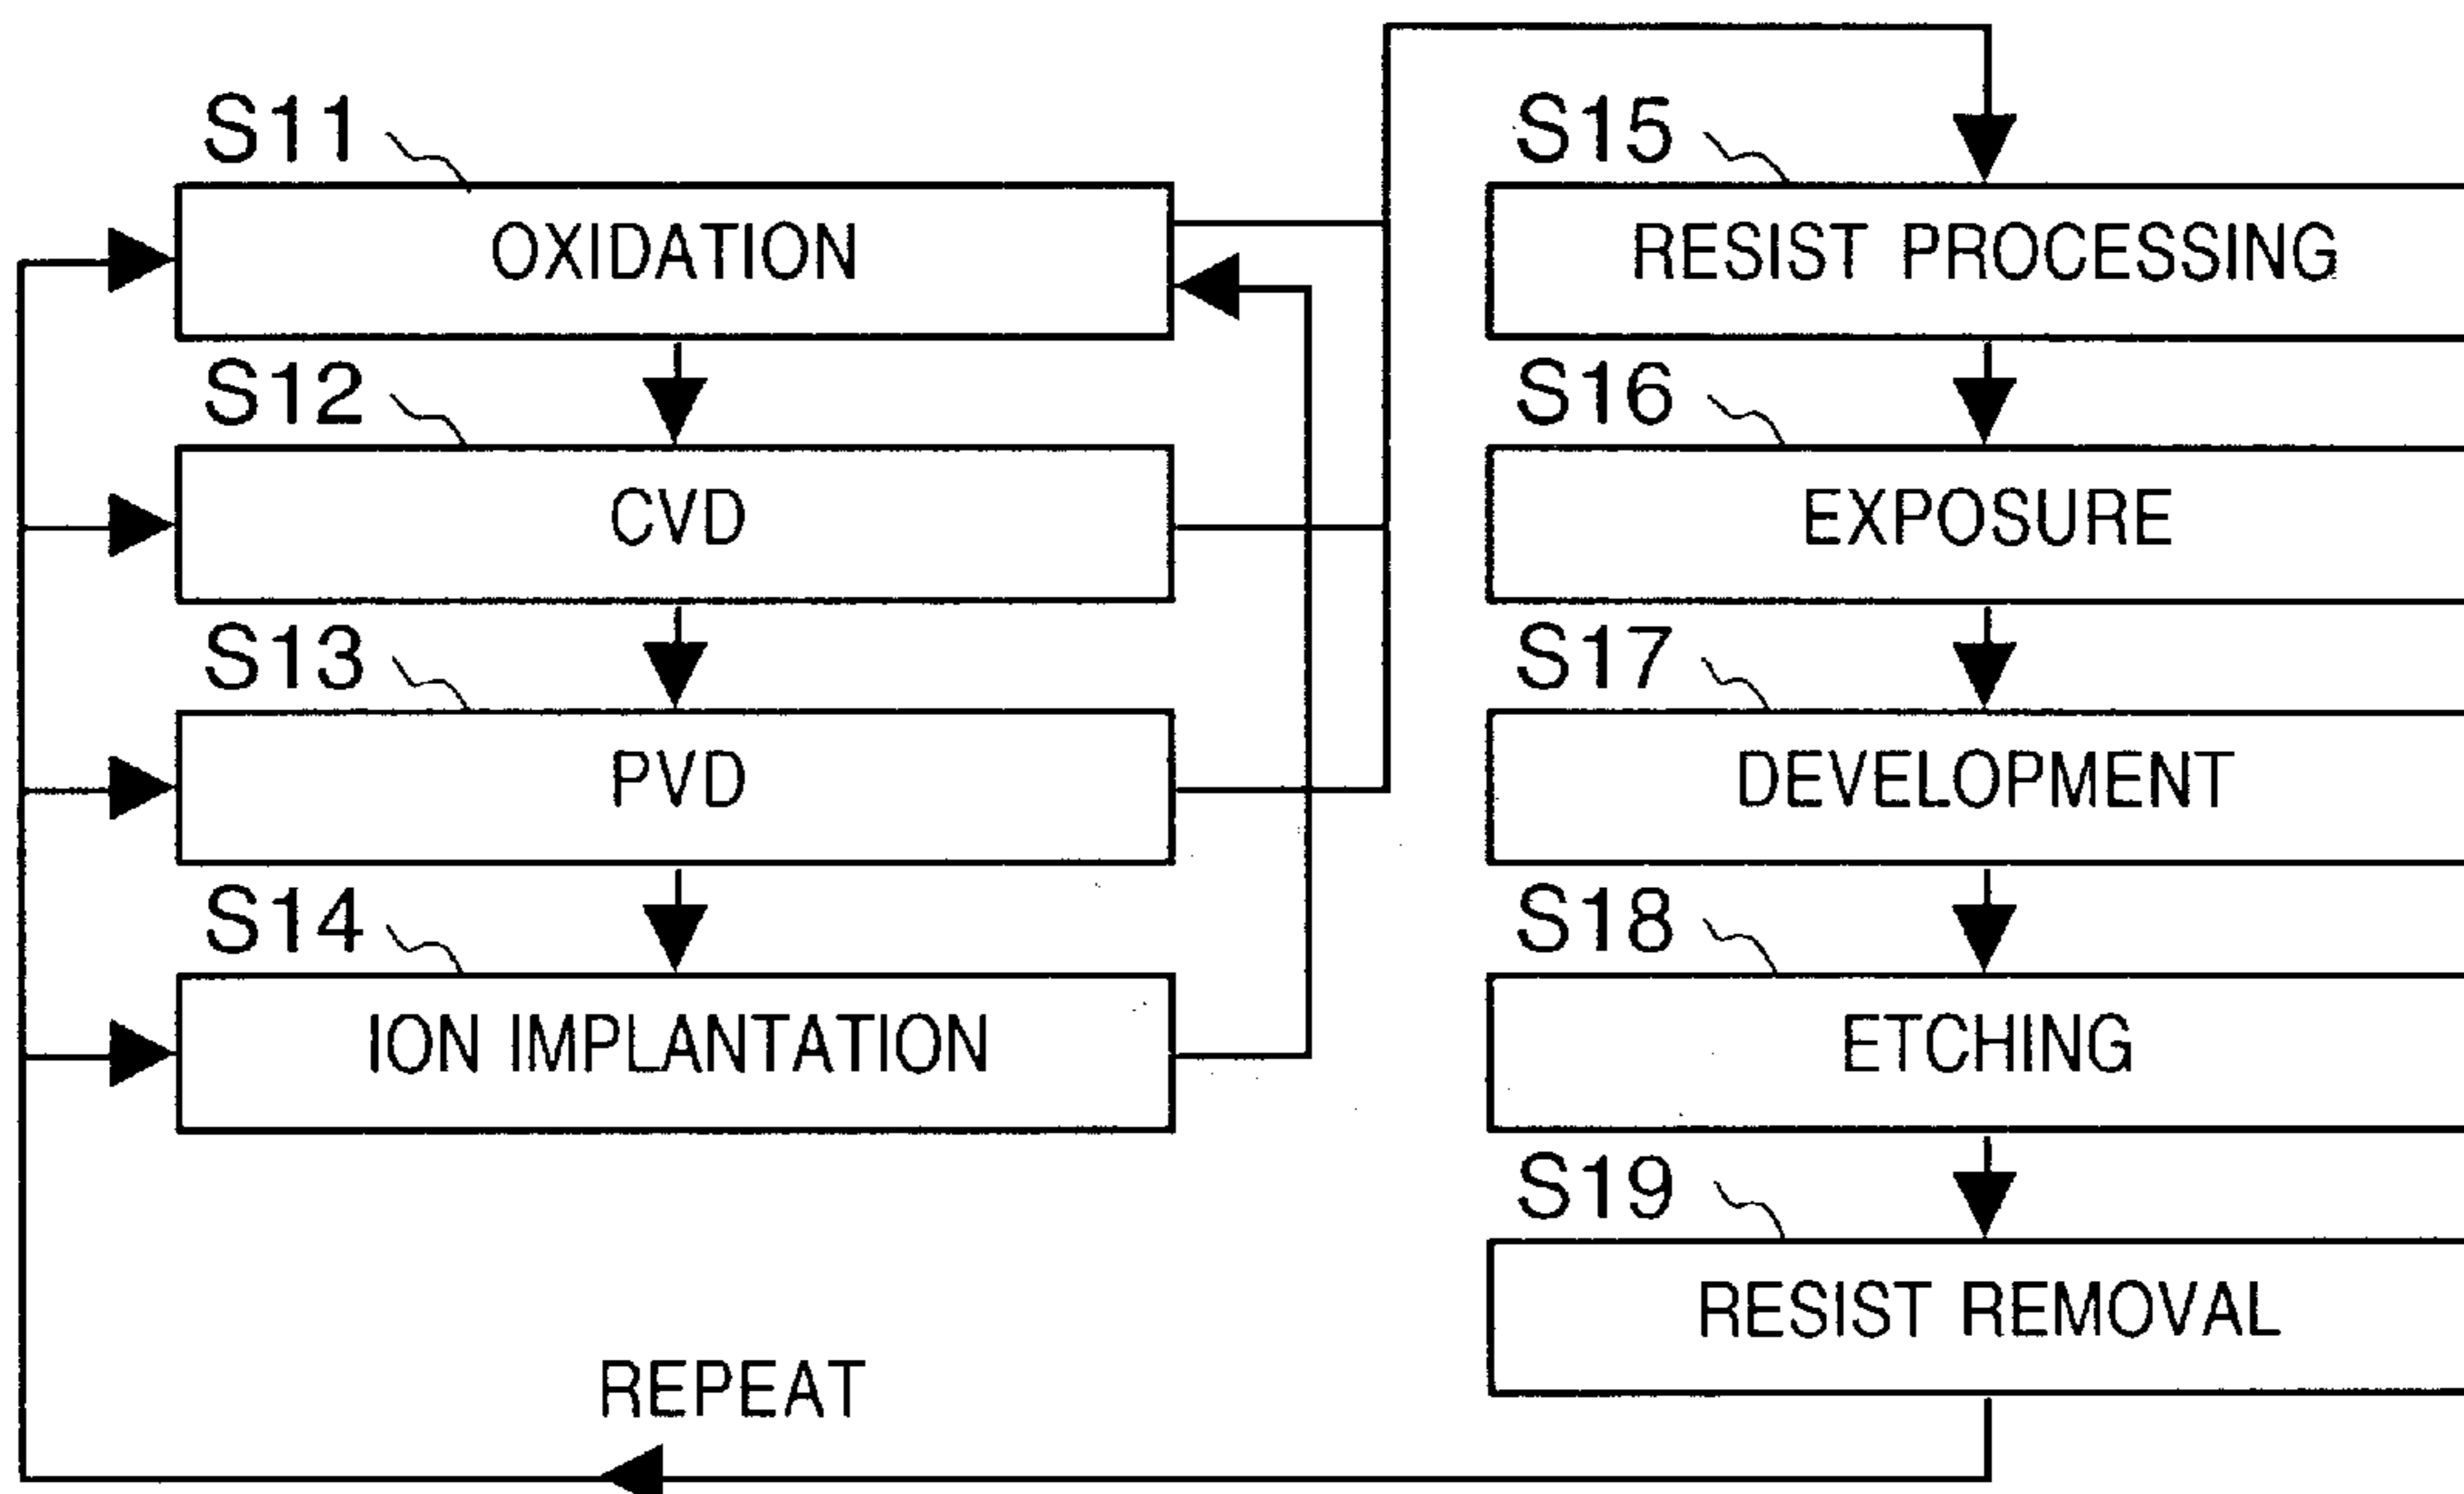 S11
OXIDATION
S12
CVD
S13
PVD
S14
ION IMPLANTATION
REPEAT
S15
RESIST PROCESSING
S16
EXPOSURE
S17
DEVELOPMENT
S18
ETCHING
S19
RESIST REMOVAL